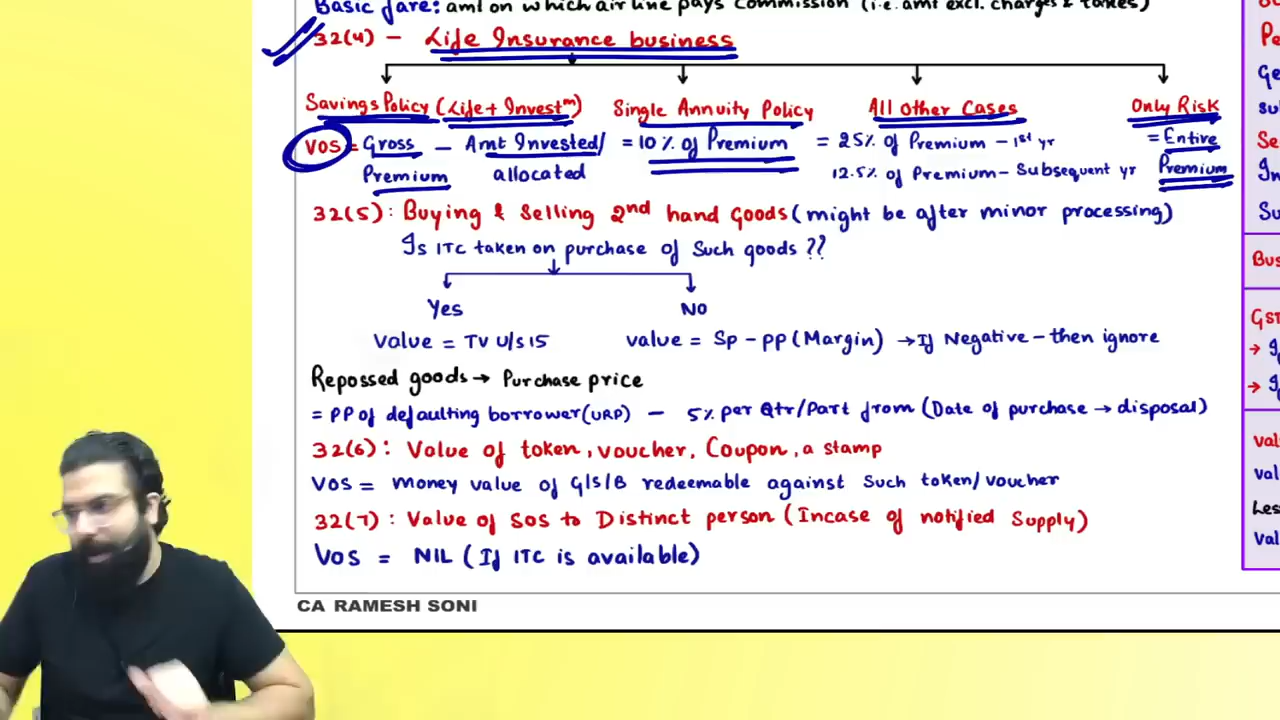 Basic fare: amt on which airline pays commission (i.e. amt excl. charges & taxes)
32(4) - Life Insurance business
Savings Policy (Life + Investᵐ) Single Annuity Policy All Other Cases Only Risk
VOS = Gross Premium - Amt Invested/allocated = 10% of Premium = 25% of Premium - 1st yr = Entire Premium
12.5% of Premium - Subsequent yr
32(5): Buying & Selling 2nd hand Goods (might be after minor processing)
Is ITC taken on purchase of Such goods ??
Yes NO
Value = TV U/s 15 value = Sp - PP (Margin) → If Negative - then ignore
Repossed goods → Purchase price
= PP of defaulting borrower (URP) - 5% per Qtr/Part from (Date of purchase → disposal)
32(6): Value of token, voucher, Coupon, a stamp
VOS = money value of G/S/B redeemable against Such token/voucher
32(7): Value of SOS to Distinct person (Incase of notified Supply)
VOS = NIL (If ITC is available)
CA RAMESH SONI
Bus
GST
Val
Val
Les
Val